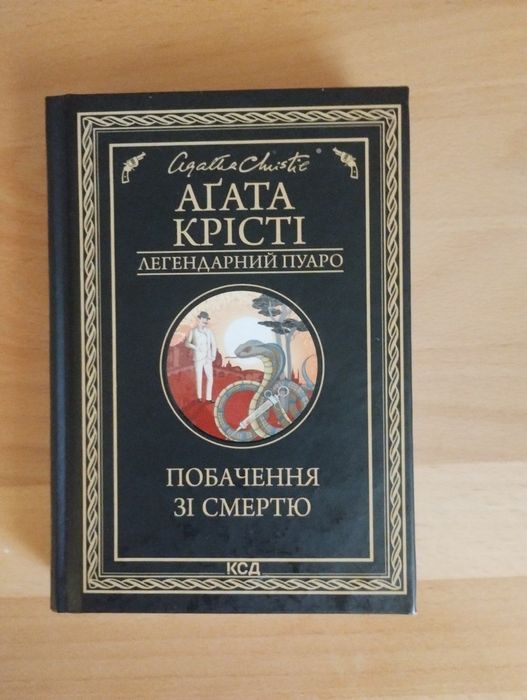 Agatha Christie®
АҐАТА
КРІСТІ
ЛЕГЕНДАРНИЙ ПУАРО
ПОБАЧЕННЯ
ЗІ СМЕРТЮ
КСД